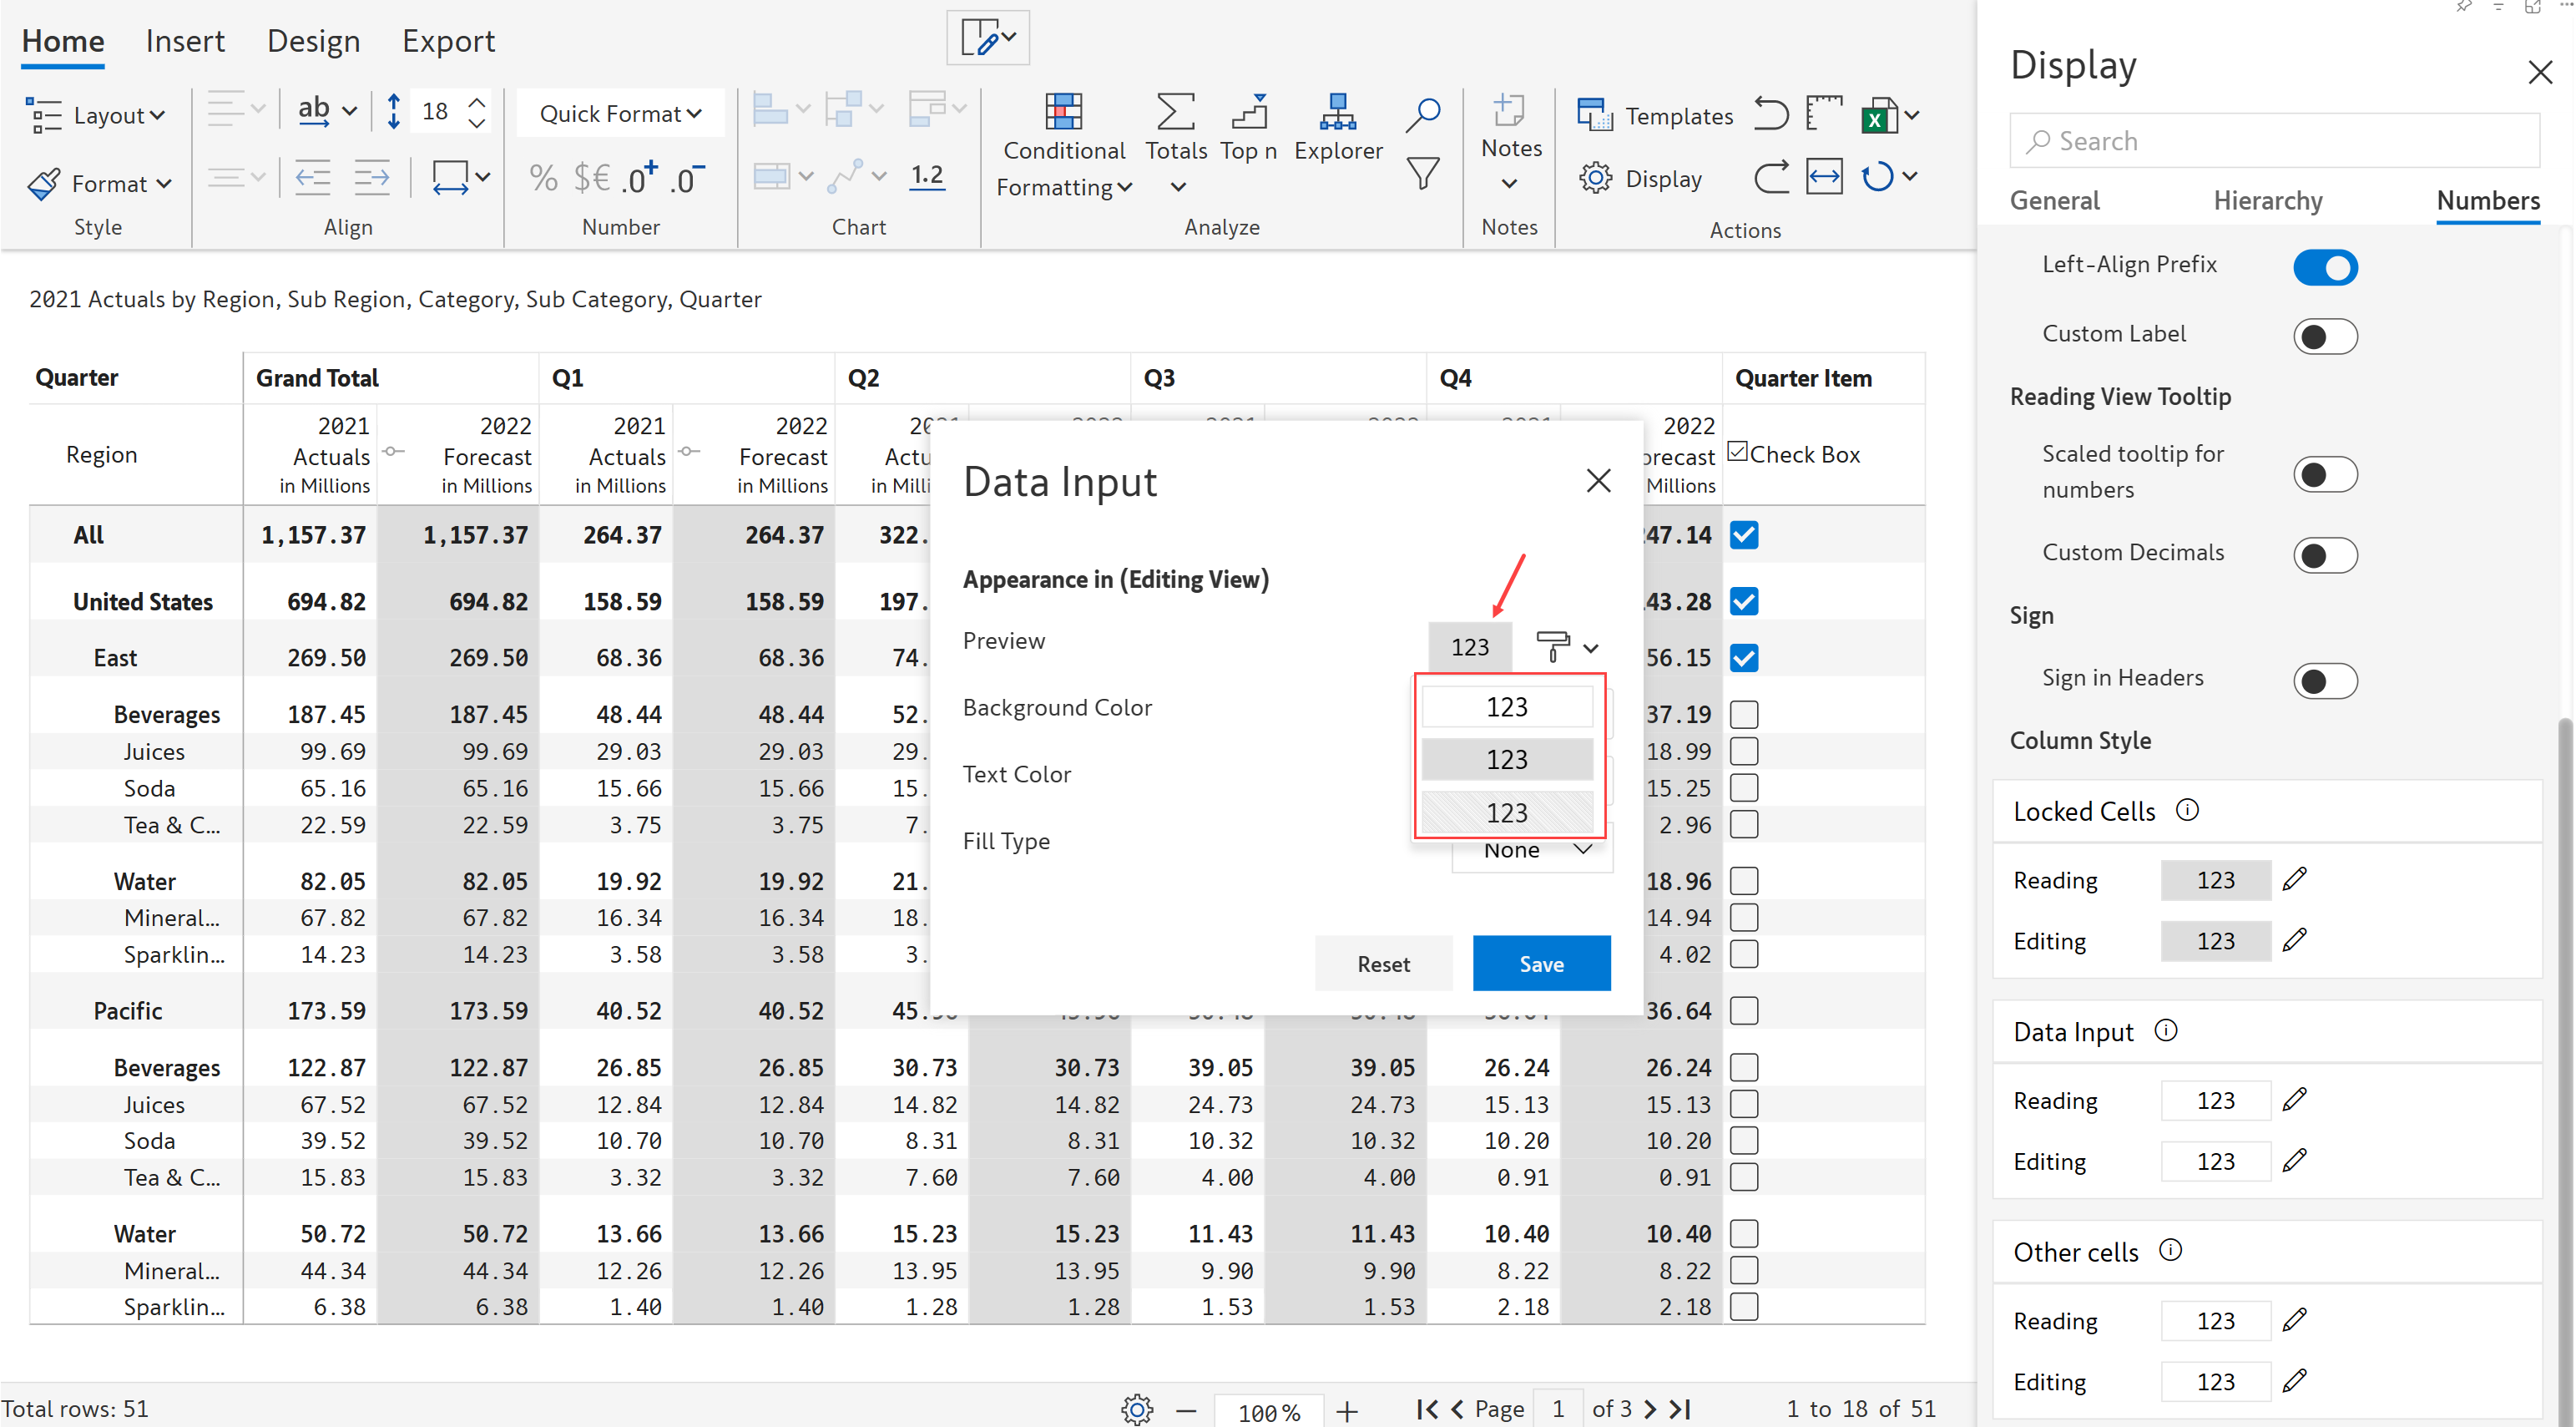 Home Insert Design Export
Layout ab 18 Quick Format
Conditional Formatting Totals Top n Explorer
Notes
Templates
Format % $€ .0+ .0- 1.2
Display
Style Align Number Chart Analyze Notes Actions
2021 Actuals by Region, Sub Region, Category, Sub Category, Quarter
Quarter Grand Total Q1 Q2 Q3 Q4 Quarter Item
Region 2021 Actuals in Millions 2022 Forecast in Millions 2021 Actuals in Millions 2022 Forecast in Millions 2022 Millions Check Box
All 1,157.37 1,157.37 264.37 264.37 322. 47.14
United States 694.82 694.82 158.59 158.59 197. 43.28
East 269.50 269.50 68.36 68.36 74. 56.15
Beverages 187.45 187.45 48.44 48.44 52. 37.19
Juices 99.69 99.69 29.03 29.03 29. 18.99
Soda 65.16 65.16 15.66 15.66 15. 15.25
Tea & C... 22.59 22.59 3.75 3.75 7. 2.96
Water 82.05 82.05 19.92 19.92 21. 18.96
Mineral... 67.82 67.82 16.34 16.34 18. 14.94
Sparklin... 14.23 14.23 3.58 3.58 3. 4.02
Pacific 173.59 173.59 40.52 40.52 45. 36.64
Beverages 122.87 122.87 26.85 26.85 30.73 30.73 39.05 39.05 26.24 26.24
Juices 67.52 67.52 12.84 12.84 14.82 14.82 24.73 24.73 15.13 15.13
Soda 39.52 39.52 10.70 10.70 8.31 8.31 10.32 10.32 10.20 10.20
Tea & C... 15.83 15.83 3.32 3.32 7.60 7.60 4.00 4.00 0.91 0.91
Water 50.72 50.72 13.66 13.66 15.23 15.23 11.43 11.43 10.40 10.40
Mineral... 44.34 44.34 12.26 12.26 13.95 13.95 9.90 9.90 8.22 8.22
Sparklin... 6.38 6.38 1.40 1.40 1.28 1.28 1.53 1.53 2.18 2.18
Data Input
Appearance in (Editing View)
Preview 123
Background Color 123
123
Text Color
123
Fill Type None
Reset Save
Total rows: 51 100% Page 1 of 3 1 to 18 of 51
Display
Search
General Hierarchy Numbers
Left-Align Prefix
Custom Label
Reading View Tooltip
Scaled tooltip for
numbers
Custom Decimals
Sign
Sign in Headers
Column Style
Locked Cells
Reading 123
Editing 123
Data Input
Reading 123
Editing 123
Other cells
Reading 123
Editing 123